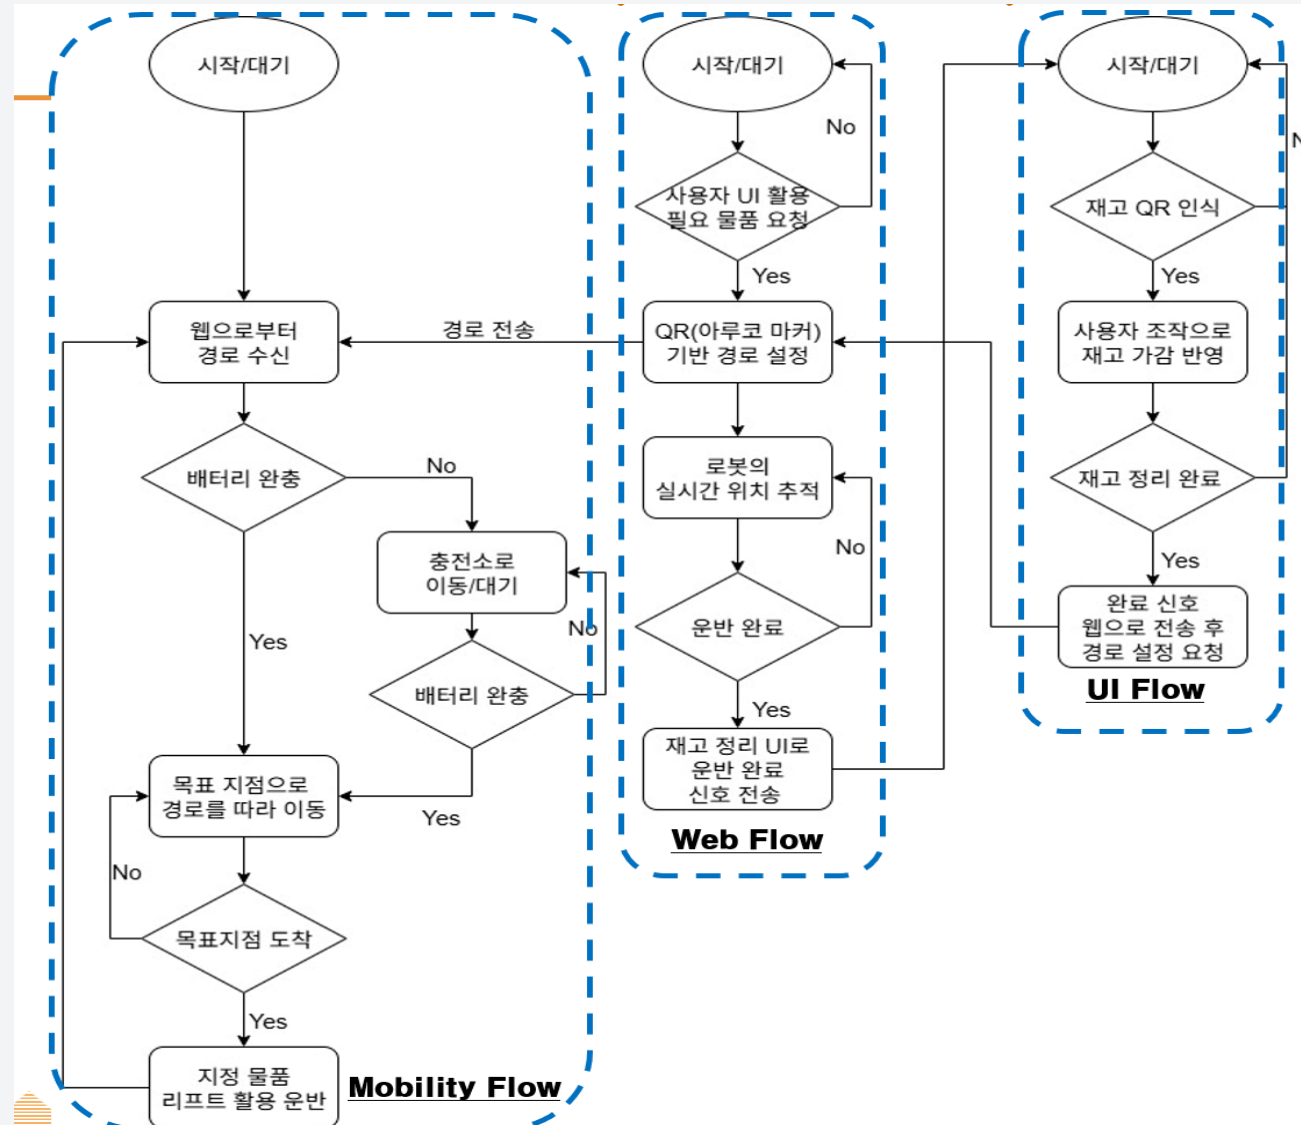 시작/대기
웹으로부터
경로 수신
배터리 완충
No
충전소로
이동/대기
No
배터리 완충
Yes
Yes
목표 지점으로
경로를 따라 이동
No
목표지점 도착
Yes
지정 물품
리프트 활용 운반
Mobility Flow
경로 전송
시작/대기
No
사용자 UI 활용
필요 물품 요청
Yes
QR(아루코 마커)
기반 경로 설정
로봇의
실시간 위치 추적
No
운반 완료
Yes
재고 정리 UI로
운반 완료
신호 전송
Web Flow
시작/대기
재고 QR 인식
Yes
사용자 조작으로
재고 가감 반영
재고 정리 완료
Yes
완료 신호
웹으로 전송 후
경로 설정 요청
UI Flow